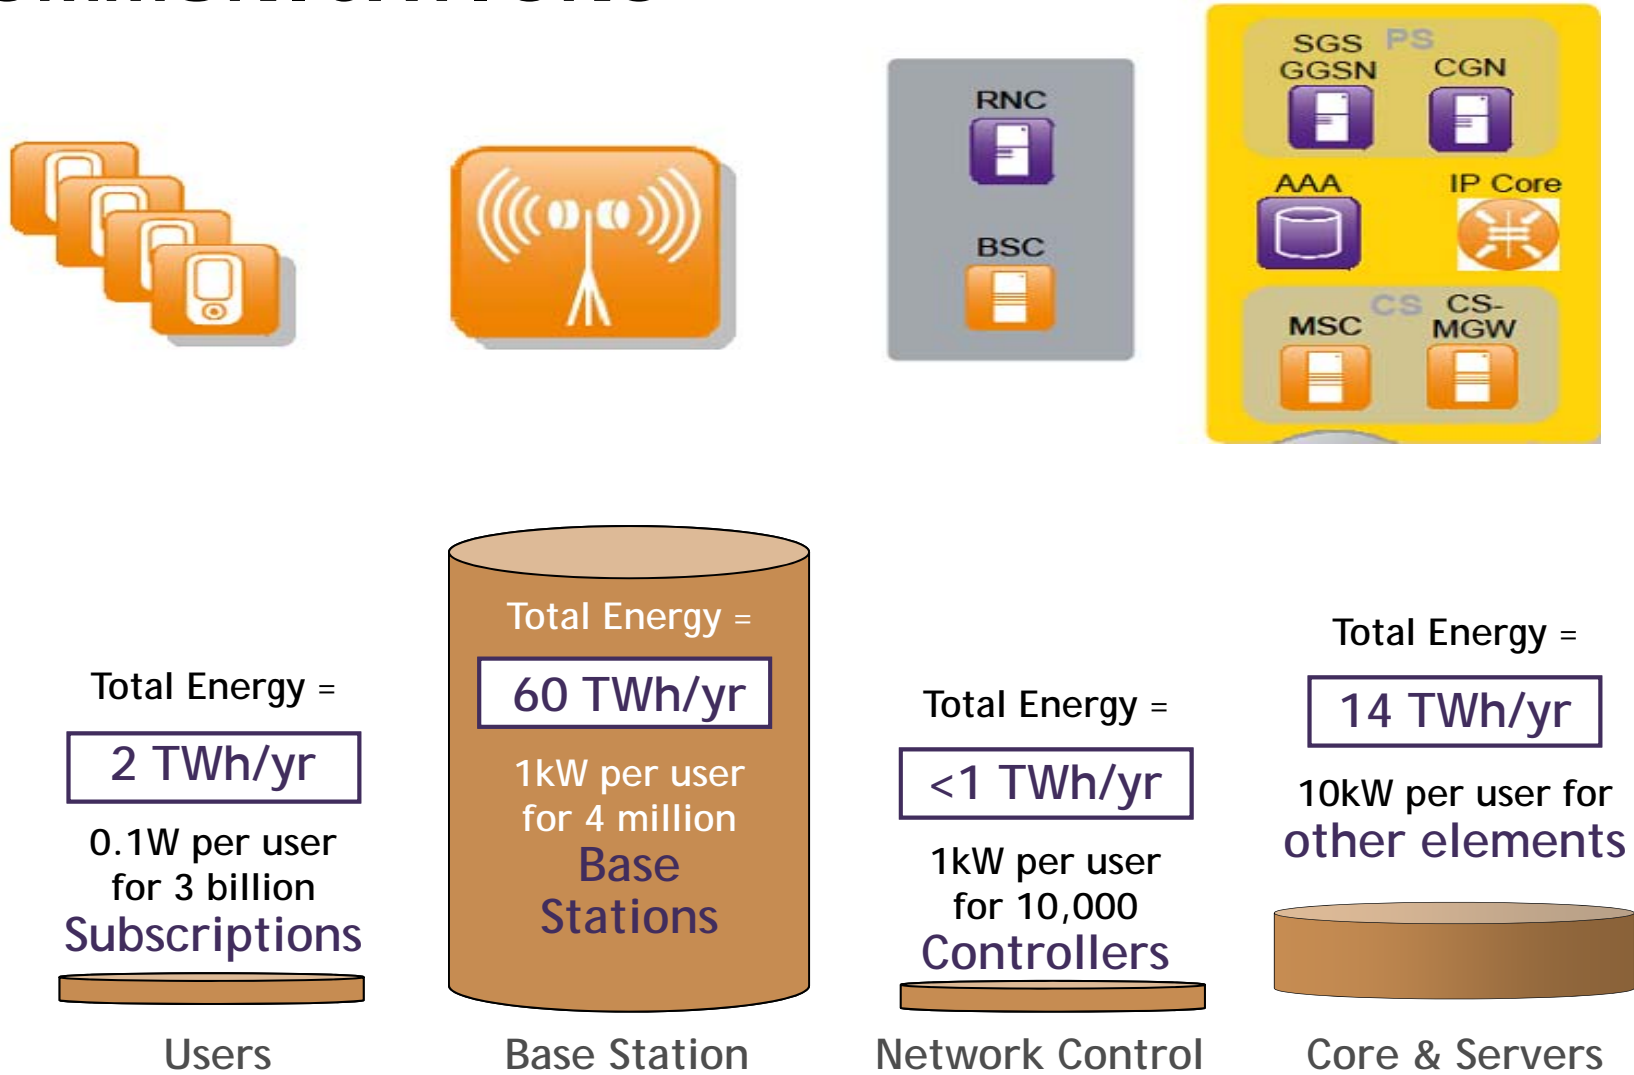 SGS PS
GGSN CGN
RNC
AAA IP Core
BSC
CS CS-
MSC MGW
Total Energy =
2 TWh/yr
0.1W per user
for 3 billion
Subscriptions
Users
Total Energy =
60 TWh/yr
1kW per user
for 4 million
Base
Stations
Base Station
Total Energy =
<1 TWh/yr
1kW per user
for 10,000
Controllers
Network Control
Total Energy =
14 TWh/yr
10kW per user for
other elements
Core & Servers